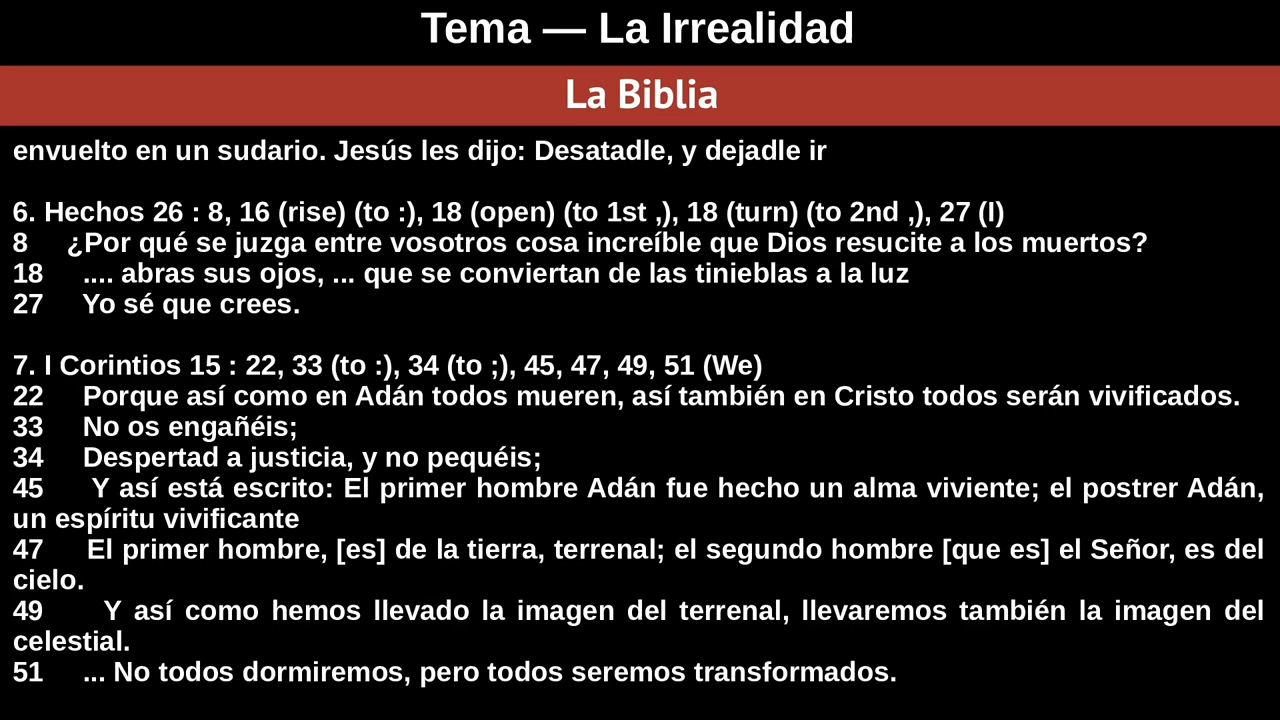 Tema — La Irrealidad
La Biblia
envuelto en un sudario. Jesús les dijo: Desatadle, y dejadle ir
6. Hechos 26 : 8, 16 (rise) (to :), 18 (open) (to 1st ,), 18 (turn) (to 2nd ,), 27 (I)
8 ¿Por qué se juzga entre vosotros cosa increíble que Dios resucite a los muertos?
18 .... abras sus ojos, ... que se conviertan de las tinieblas a la luz
27 Yo sé que crees.
7. I Corintios 15 : 22, 33 (to :), 34 (to ;), 45, 47, 49, 51 (We)
22 Porque así como en Adán todos mueren, así también en Cristo todos serán vivificados.
33 No os engañéis;
34 Despertad a justicia, y no pequéis;
45 Y así está escrito: El primer hombre Adán fue hecho un alma viviente; el postrer Adán,
un espíritu vivificante
47 El primer hombre, [es] de la tierra, terrenal; el segundo hombre [que es] el Señor, es del
cielo.
49 Y así como hemos llevado la imagen del terrenal, llevaremos también la imagen del
celestial.
51 ... No todos dormiremos, pero todos seremos transformados.